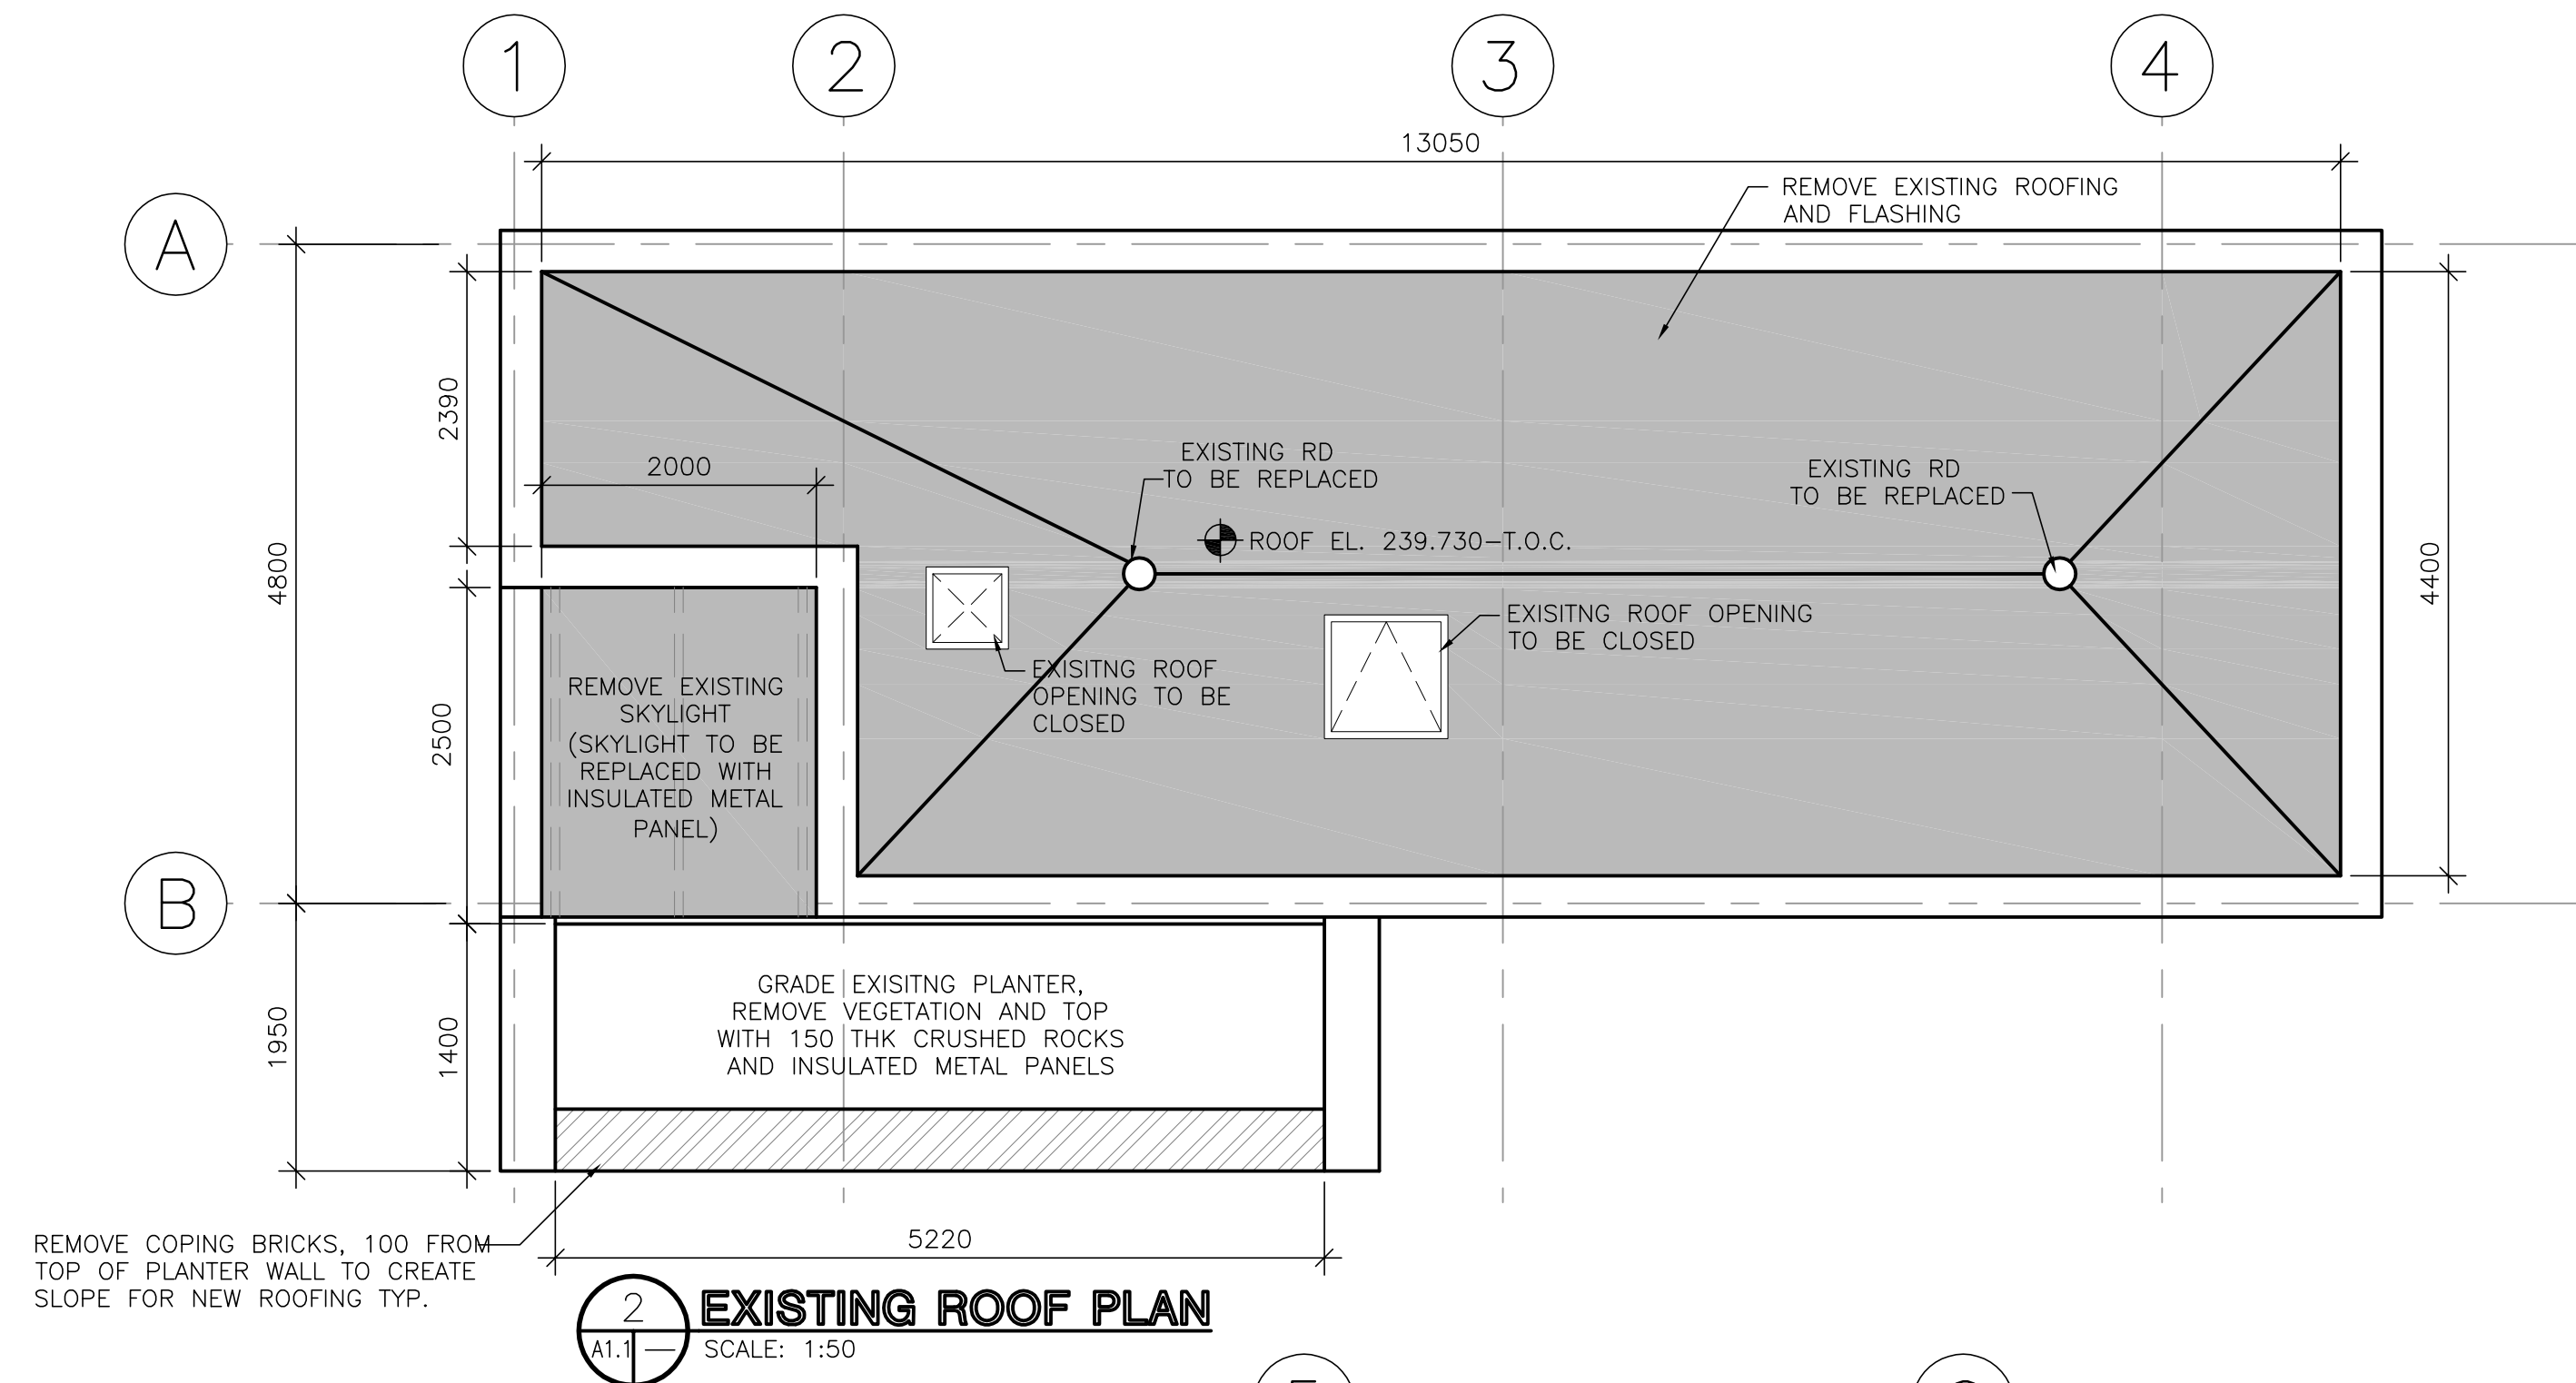 1
2
3
4
13050
REMOVE EXISTING ROOFING
AND FLASHING
A
2390
2000
EXISTING RD
TO BE REPLACED
EXISTING RD
TO BE REPLACED
ROOF EL. 239.730-T.O.C.
4800
4400
EXISITNG ROOF OPENING
TO BE CLOSED
EXISITNG ROOF
OPENING TO BE
CLOSED
REMOVE EXISTING
SKYLIGHT
(SKYLIGHT TO BE
REPLACED WITH
INSULATED METAL
PANEL)
2500
B
GRADE EXISITNG PLANTER,
REMOVE VEGETATION AND TOP
WITH 150 THK CRUSHED ROCKS
AND INSULATED METAL PANELS
1950
1400
REMOVE COPING BRICKS, 100 FROM
TOP OF PLANTER WALL TO CREATE
SLOPE FOR NEW ROOFING TYP.
5220
2
EXISTING ROOF PLAN
A1.1 —
SCALE: 1:50